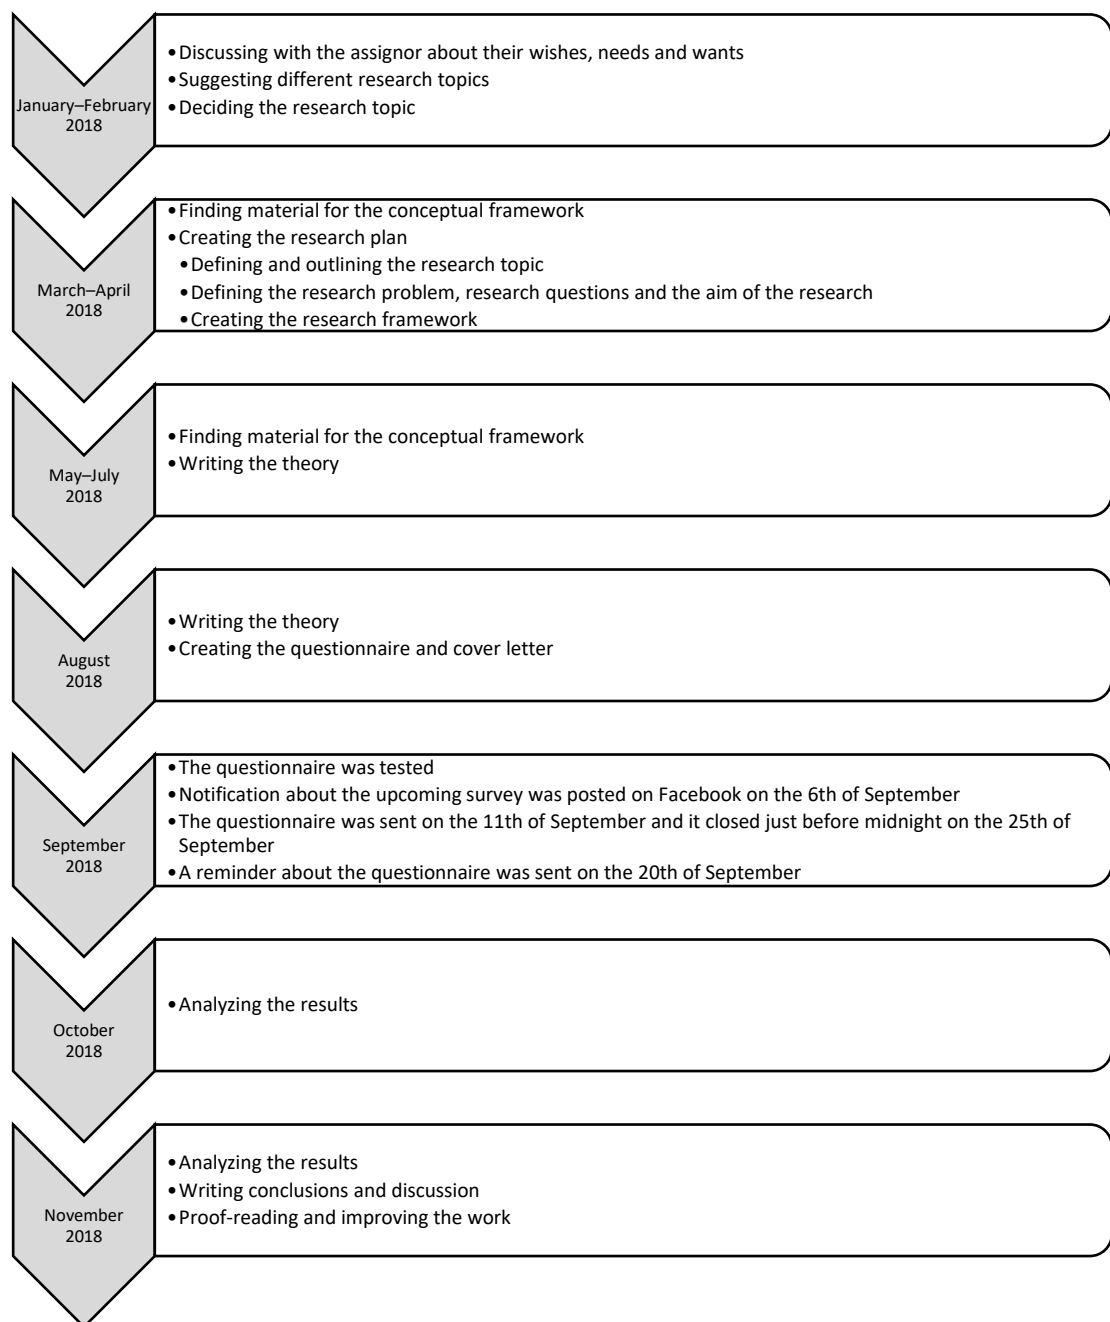 January–February
2018
•Discussing with the assignor about their wishes, needs and wants
•Suggesting different research topics
•Deciding the research topic
March–April
2018
•Finding material for the conceptual framework
•Creating the research plan
•Defining and outlining the research topic
•Defining the research problem, research questions and the aim of the research
•Creating the research framework
May–July
2018
•Finding material for the conceptual framework
•Writing the theory
August
2018
•Writing the theory
•Creating the questionnaire and cover letter
September
2018
•The questionnaire was tested
•Notification about the upcoming survey was posted on Facebook on the 6th of September
•The questionnaire was sent on the 11th of September and it closed just before midnight on the 25th of
September
•A reminder about the questionnaire was sent on the 20th of September
October
2018
•Analyzing the results
November
2018
•Analyzing the results
•Writing conclusions and discussion
•Proof-reading and improving the work